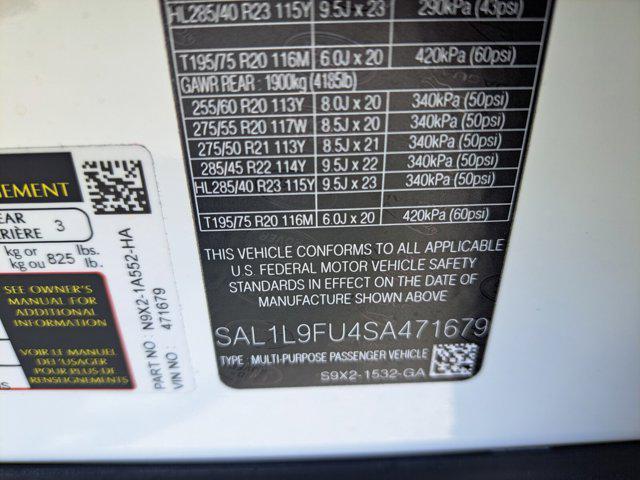 HL285/40 R23 115Y 9.5J x 23 290kPa (43psi)
T195/75 R20 116M 6.0J x 20 420kPa (60psi)
GAWR REAR : 1900kg (4185lb)
255/60 R20 113Y 8.0J x 20 340kPa (50psi)
275/55 R20 117W 8.5J x 20 340kPa (50psi)
275/50 R21 113Y 8.5J x 21 340kPa (50psi)
285/45 R22 114Y 9.5J x 22 340kPa (50psi)
HL285/40 R23 115Y 9.5J x 23 340kPa (50psi)
T195/75 R20 116M 6.0J x 20 420kPa (60psi)
THIS VEHICLE CONFORMS TO ALL APPLICABLE
U.S. FEDERAL MOTOR VEHICLE SAFETY
STANDARDS IN EFFECT ON THE DATE OF
MANUFACTURE SHOWN ABOVE
SAL1L9FU4SA471679
TYPE : MULTI-PURPOSE PASSENGER VEHICLE
S9X2-1532-GA
GEMENT
EAR
RIÈRE 3
kg or lbs.
kg ou 825 lb.
SEE OWNER'S
MANUAL FOR
ADDITIONAL
INFORMATION
VOIR LE MANUEL
DE L'USAGER
POUR PLUS DE
RENSEIGNEMENTS
PART NO : N9X2-1A552-HA
VIN NO : 471679